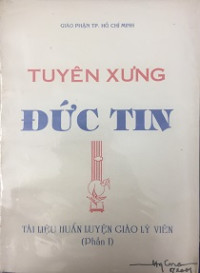 GIÁO PHẬN TP. HỒ CHÍ MINH
TUYÊN XƯNG
ĐỨC TIN
TÀI LIỆU HUẤN LUYỆN GIÁO LÝ VIÊN
(Phần I)